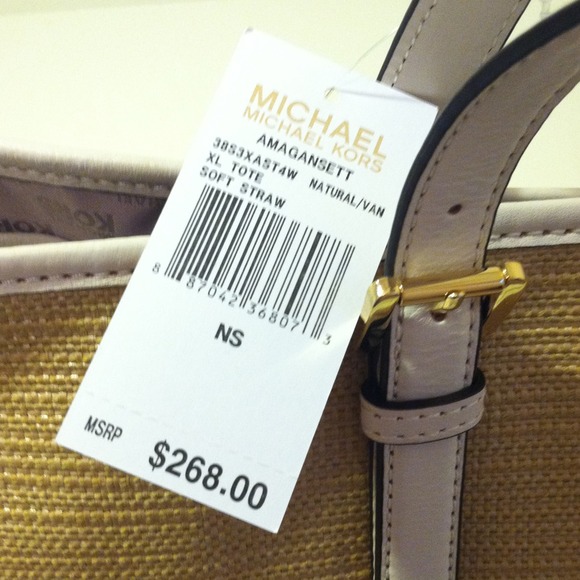 MICHAEL
MICHAEL KORS
AMAGANSETT
38S3XAST4W NATURAL/VAN
XL TOTE
SOFT STRAW
8 87042 36807 3
NS
MSRP $268.00
KORS